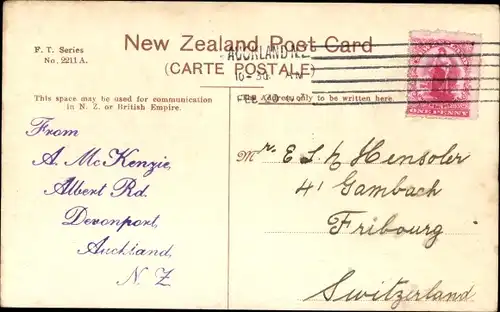 F. T. Series
No. 2211 A.
New Zealand Post Card
(CARTE POSTALE)
AUCKLAND N.Z.
ONE PENNY
This space may be used for communication
in N. Z. or British Empire.
The Address only to be written here.
From
A. McKenzie,
Albert Rd.
Devonport,
Auckland,
N. Z
Mr. E L Hensoler
41 Gambach
Fribourg
Switzerland